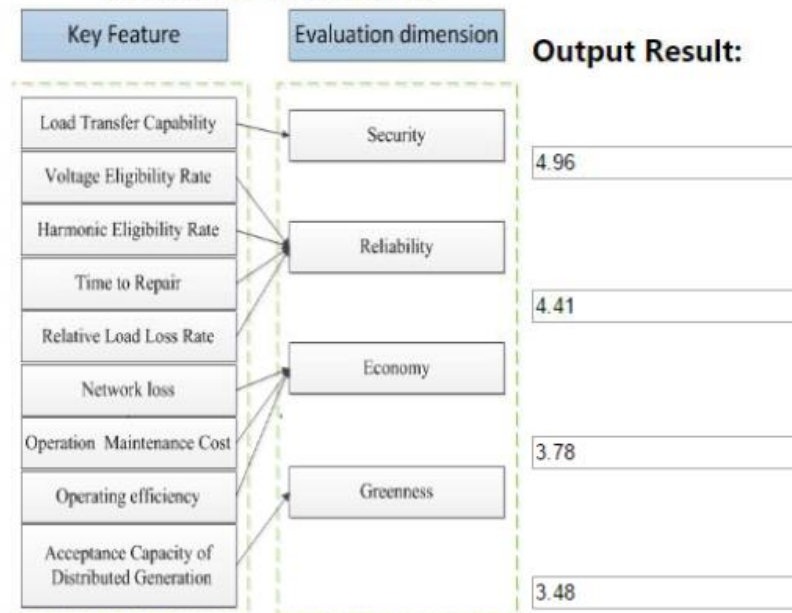 Key Feature
Evaluation dimension
Output Result:
Load Transfer Capability
Voltage Eligibility Rate
Harmonic Eligibility Rate
Time to Repair
Relative Load Loss Rate
Network loss
Operation Maintenance Cost
Operating efficiency
Acceptance Capacity of
Distributed Generation
Security
Reliability
Economy
Greenness
4.96
4.41
3.78
3.48